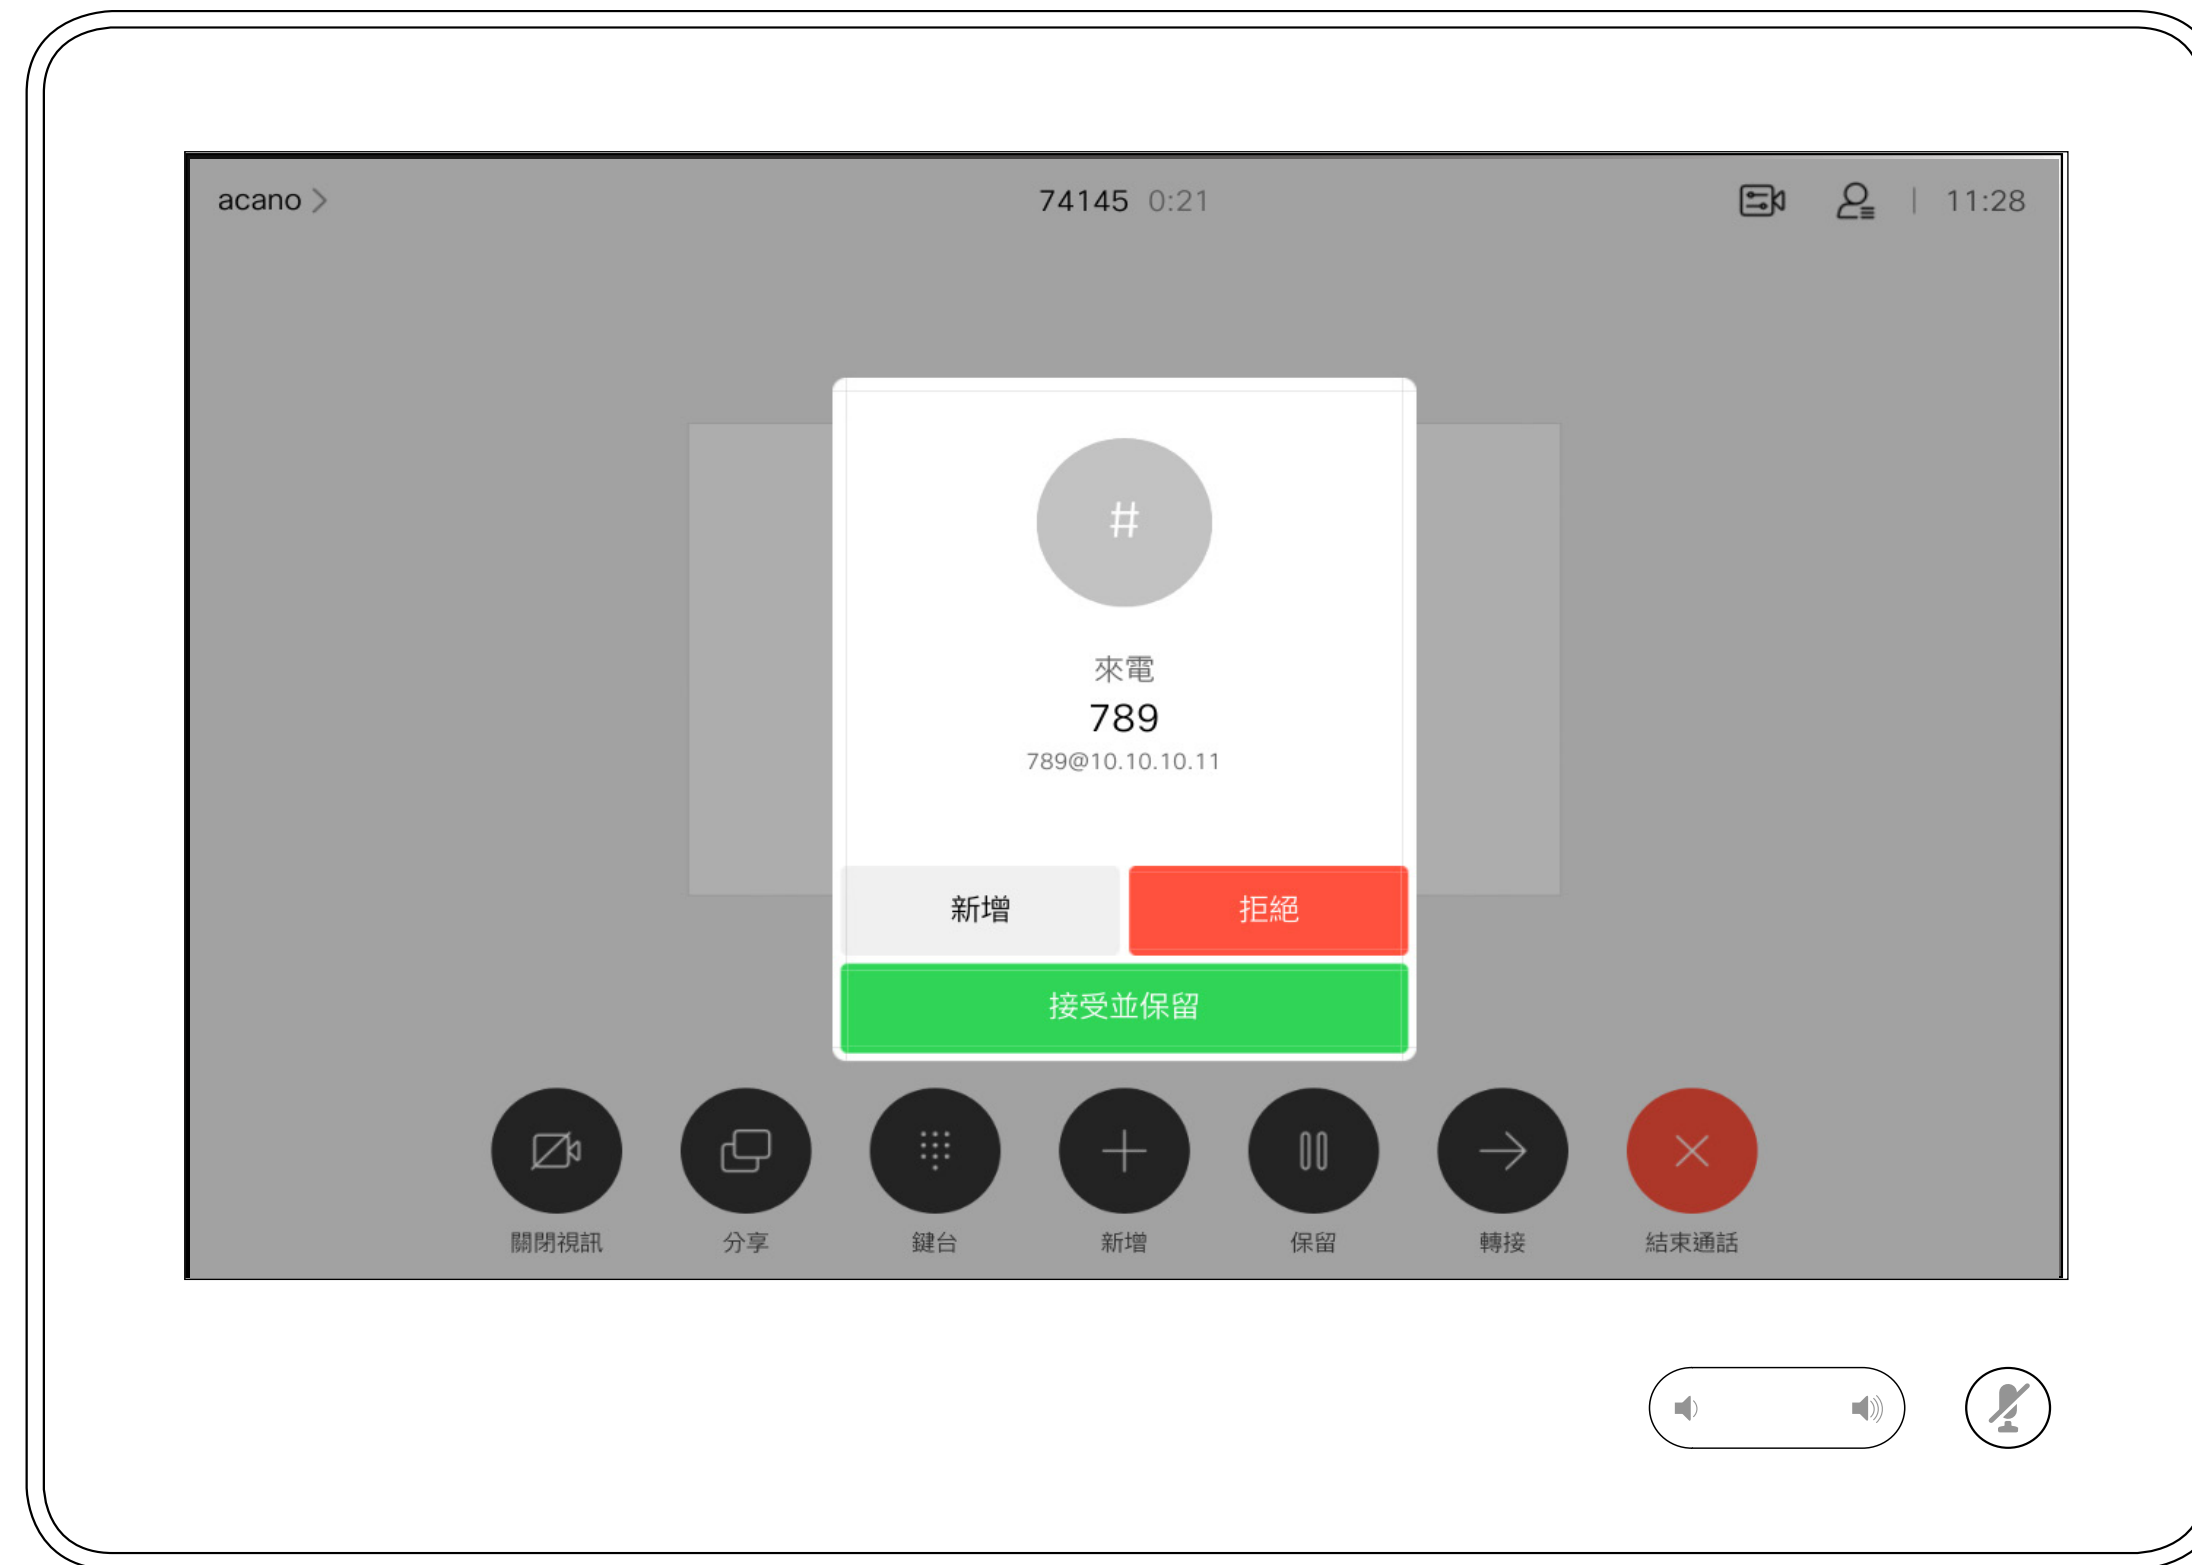 acano
74145 0:21
11:28
#
來電
789
789@10.10.10.11
新增
拒絕
接受並保留
關閉視訊
分享
鍵台
新增
保留
轉接
結束通話